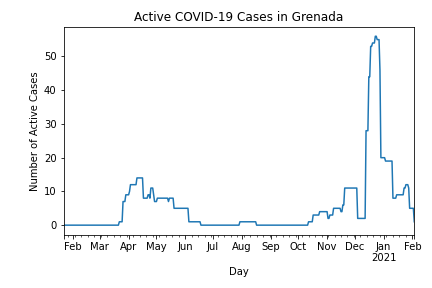 Active COVID-19 Cases in Grenada
Number of Active Cases
50
40
30
20
10
0
Feb Mar Apr May Jun Jul Aug Sep Oct Nov Dec Jan Feb
2021
Day